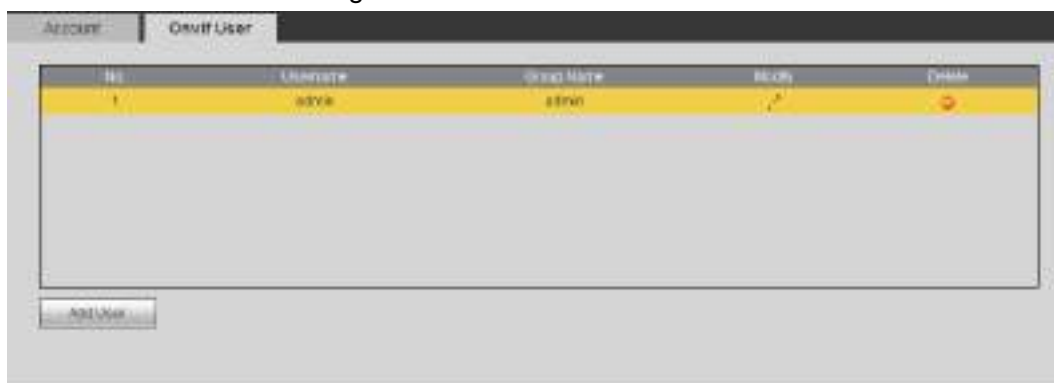 Account Onvif User
No. Username Group Name Modify Delete
1 admin admin
Add User